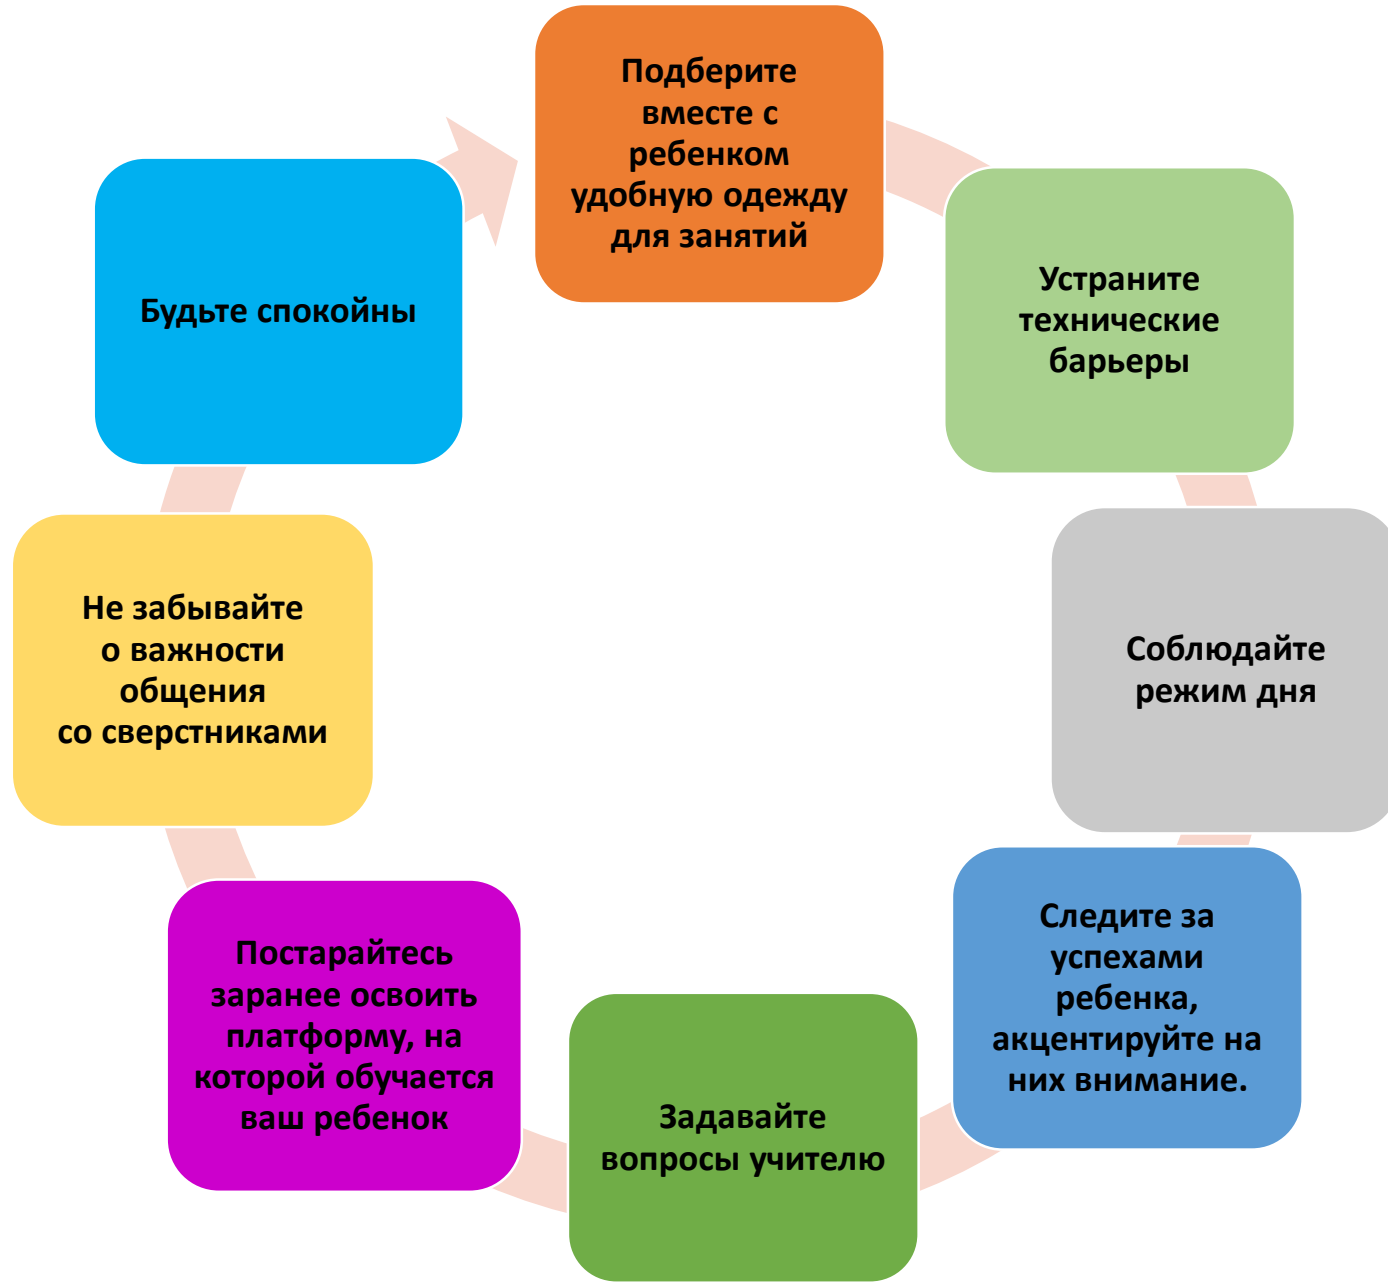 Подберите
вместе с
ребенком
удобную одежду
для занятий
Устраните
технические
барьеры
Соблюдайте
режим дня
Следите за
успехами
ребенка,
акцентируйте на
них внимание.
Задавайте
вопросы учителю
Постарайтесь
заранее освоить
платформу, на
которой обучается
ваш ребенок
Не забывайте
о важности
общения
со сверстниками
Будьте спокойны